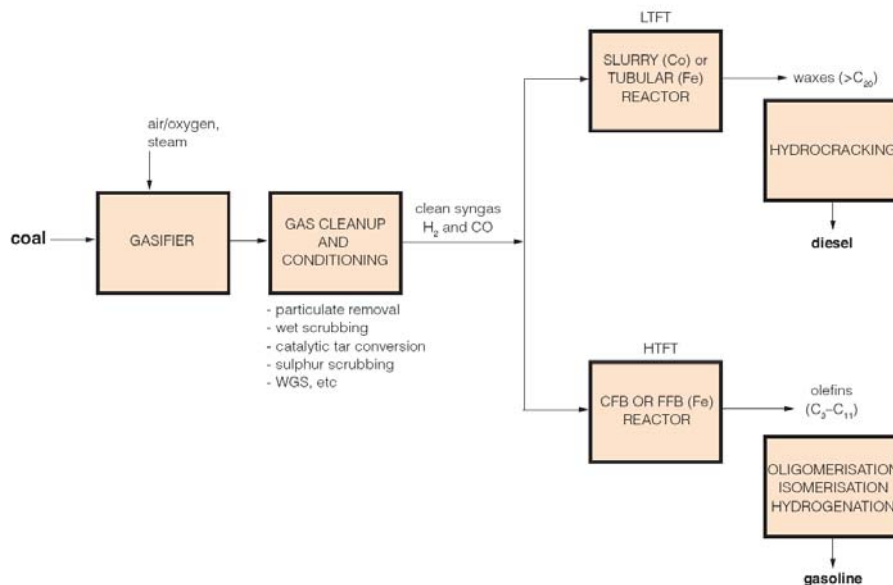 coal
air/oxygen,
steam
GASIFIER
GAS CLEANUP
AND
CONDITIONING
- particulate removal
- wet scrubbing
- catalytic tar conversion
- sulphur scrubbing
- WGS, etc
clean syngas
H₂ and CO
LTFT
SLURRY (Co) or
TUBULAR (Fe)
REACTOR
waxes (>C₂₀)
HYDROCRACKING
diesel
HTFT
CFB OR FFB (Fe)
REACTOR
olefins
(C₃–C₁₁)
OLIGOMERISATION
ISOMERISATION
HYDROGENATION
gasoline